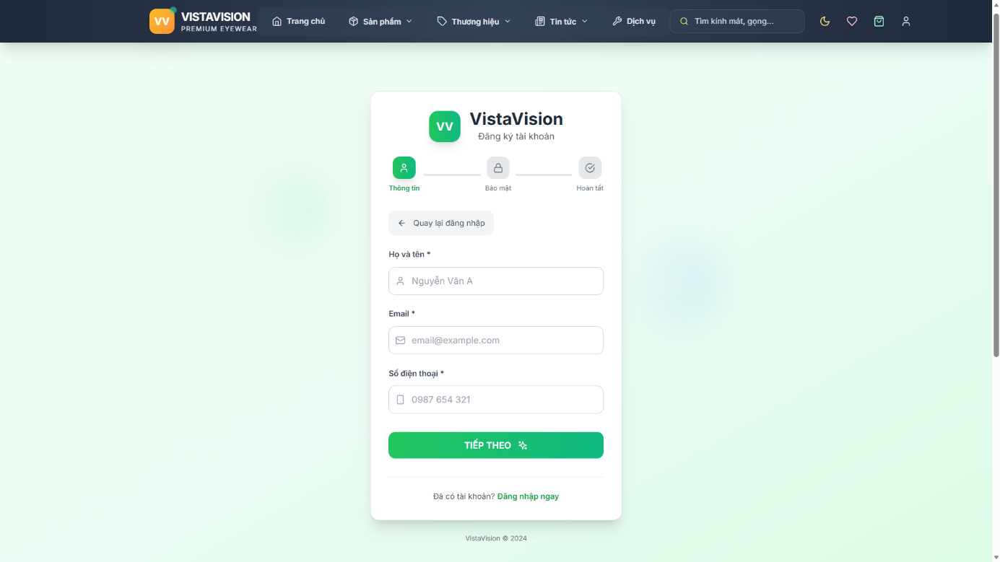 VV
VISTAVISION
PREMIUM EYEWEAR
Trang chủ
Sản phẩm
Thương hiệu
Tin tức
Dịch vụ
Tìm kính mát, gọng...
VV
VistaVision
Đăng ký tài khoản
Thông tin
Bảo mật
Hoàn tất
Quay lại đăng nhập
Họ và tên *
Nguyễn Văn A
Email *
email@example.com
Số điện thoại *
0987 654 321
TIẾP THEO
Đã có tài khoản? Đăng nhập ngay
VistaVision © 2024